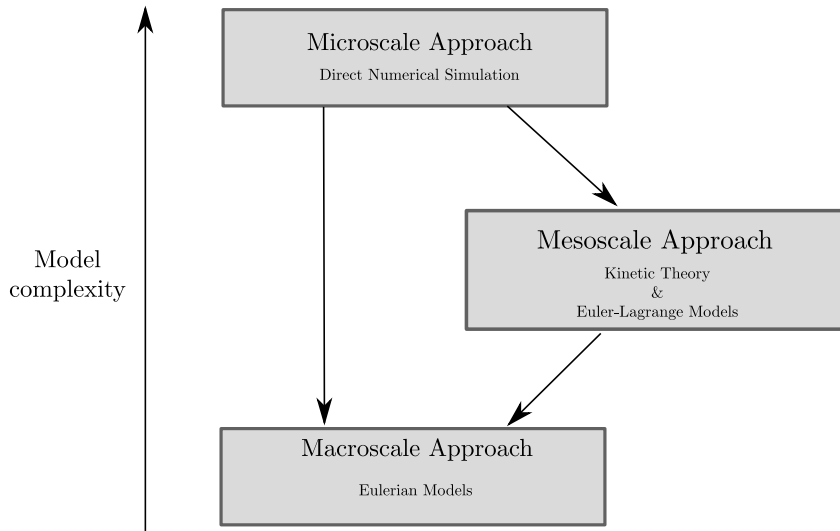 Microscale Approach
Direct Numerical Simulation
Model
complexity
Mesoscale Approach
Kinetic Theory
&
Euler-Lagrange Models
Macroscale Approach
Eulerian Models